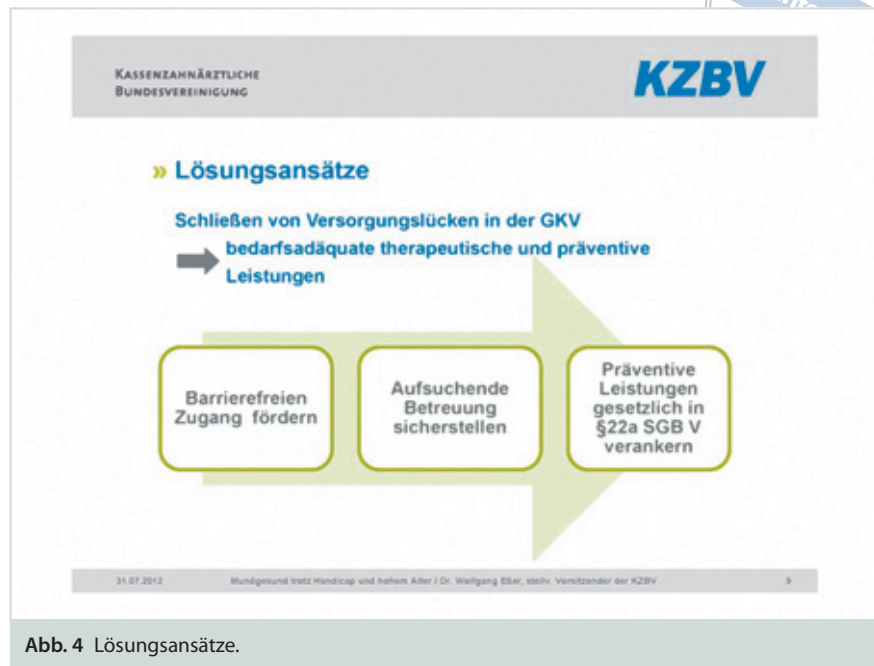 KASSENZAHNÄRZTLICHE
BUNDESVEREINIGUNG
KZBV
» Lösungsansätze
Schließen von Versorgungslücken in der GKV
bedarfsadäquate therapeutische und präventive
Leistungen
Barrierefreien
Zugang fördern
Aufsuchende
Betreuung
sicherstellen
Präventive
Leistungen
gesetzlich in
§22a SGB V
verankern
31.07.2012 Mundgesund trotz Handicap und hohem Alter / Dr. Wolfgang Eßer, stellv. Vorsitzender der KZBV 9
Abb. 4 Lösungsansätze.